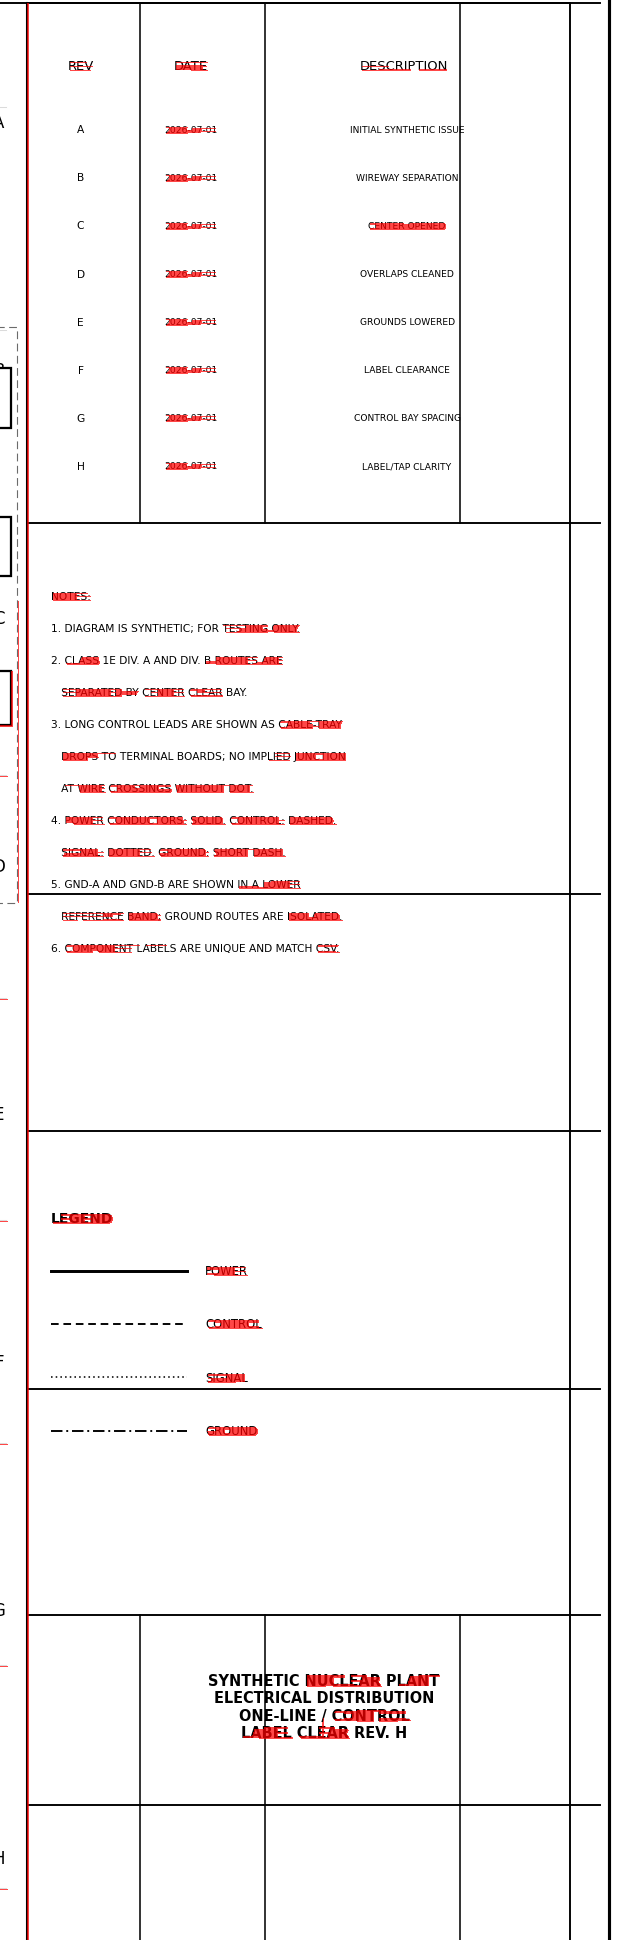 REV DATE DESCRIPTION
A 2026-07-01 INITIAL SYNTHETIC ISSUE
A
B 2026-07-01 WIREWAY SEPARATION
C 2026-07-01 CENTER OPENED
D 2026-07-01 OVERLAPS CLEANED
E 2026-07-01 GROUNDS LOWERED
F 2026-07-01 LABEL CLEARANCE
G 2026-07-01 CONTROL BAY SPACING
H 2026-07-01 LABEL/TAP CLARITY
NOTES:
C
1. DIAGRAM IS SYNTHETIC; FOR TESTING ONLY
2. CLASS 1E DIV. A AND DIV. B ROUTES ARE
SEPARATED BY CENTER CLEAR BAY.
3. LONG CONTROL LEADS ARE SHOWN AS CABLE-TRAY
DROPS TO TERMINAL BOARDS; NO IMPLIED JUNCTION
AT WIRE CROSSINGS WITHOUT DOT.
4. POWER CONDUCTORS: SOLID. CONTROL: DASHED.
SIGNAL: DOTTED. GROUND: SHORT DASH.
D
5. GND-A AND GND-B ARE SHOWN IN A LOWER
REFERENCE BAND; GROUND ROUTES ARE ISOLATED.
6. COMPONENT LABELS ARE UNIQUE AND MATCH CSV.
E
LEGEND
POWER
CONTROL
F
SIGNAL
GROUND
G
SYNTHETIC NUCLEAR PLANT
ELECTRICAL DISTRIBUTION
ONE-LINE / CONTROL
LABEL CLEAR REV. H
H